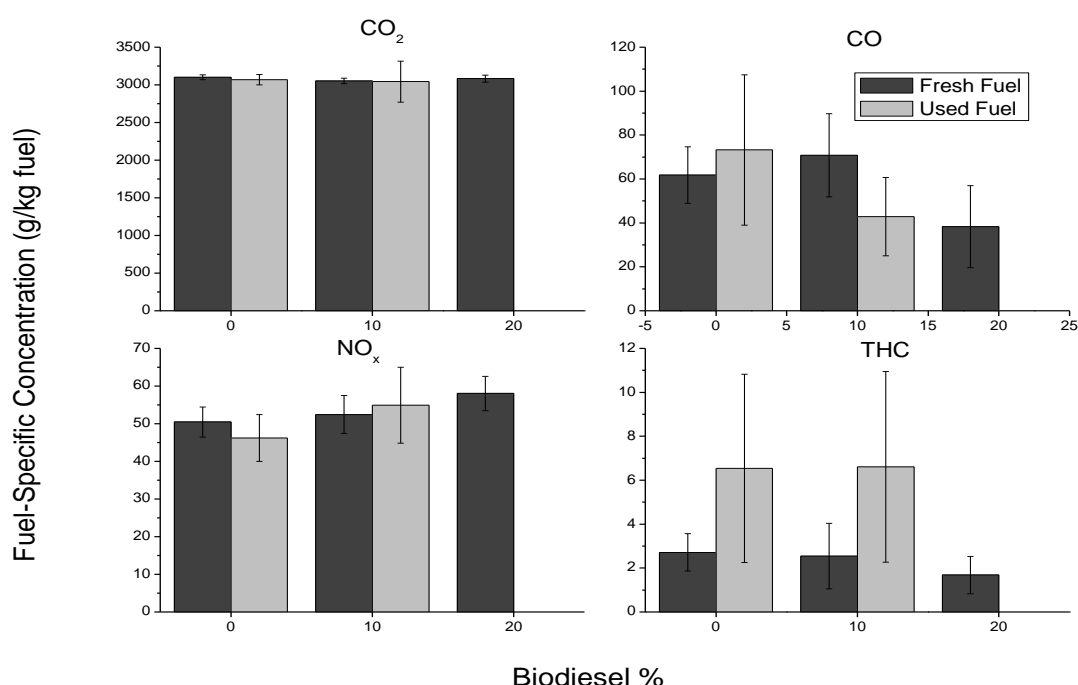 Fuel-Specific Concentration (g/kg fuel)
CO2
3500
3000
2500
2000
1500
1000
500
0
0 10 20
CO
120
100
80
60
40
20
0
-5 0 5 10 15 20 25
Fresh Fuel
Used Fuel
NOx
70
60
50
40
30
20
10
0
0 10 20
THC
12
10
8
6
4
2
0
0 10 20
Biodiesel %